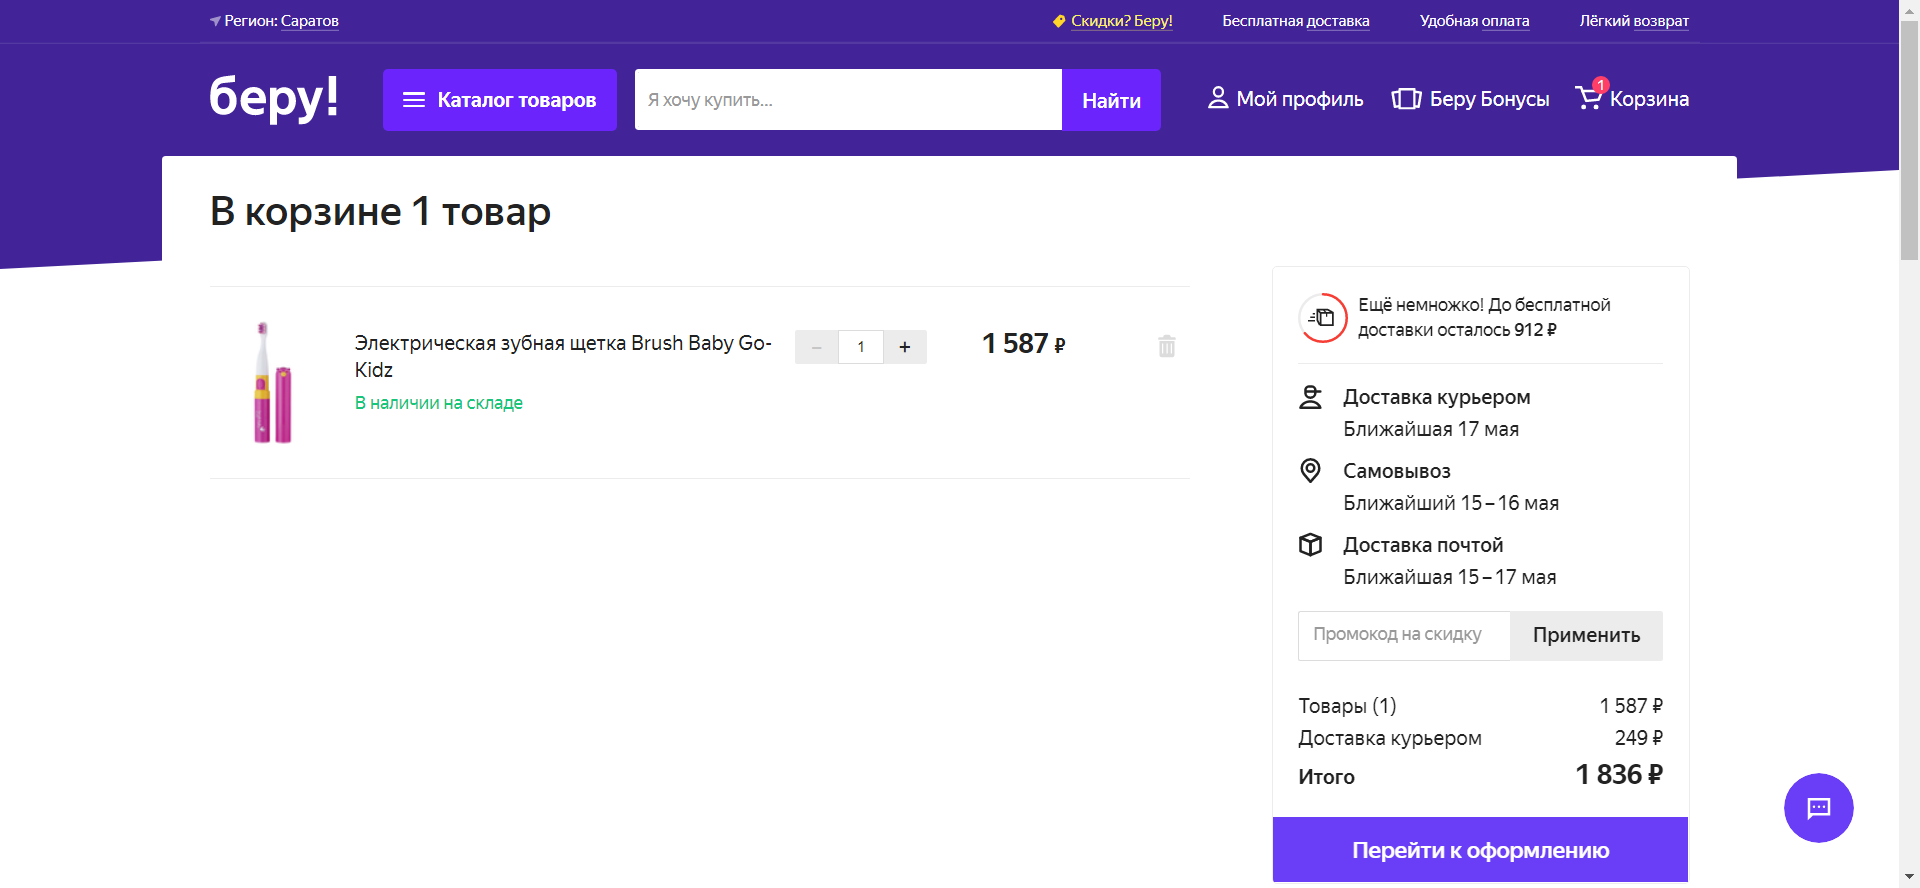 Регион: Саратов
Скидки? Беру!
Бесплатная доставка
Удобная оплата
Лёгкий возврат
беру!
Каталог товаров
Я хочу купить...
Найти
Мой профиль
Беру Бонусы
1
Корзина
В корзине 1 товар
Электрическая зубная щетка Brush Baby Go-
Kidz
В наличии на складе
– 1 +
1 587 ₽
Ещё немножко! До бесплатной
доставки осталось 912 ₽
Доставка курьером
Ближайшая 17 мая
Самовывоз
Ближайший 15–16 мая
Доставка почтой
Ближайшая 15–17 мая
Промокод на скидку
Применить
Товары (1) 1 587 ₽
Доставка курьером 249 ₽
Итого 1 836 ₽
Перейти к оформлению